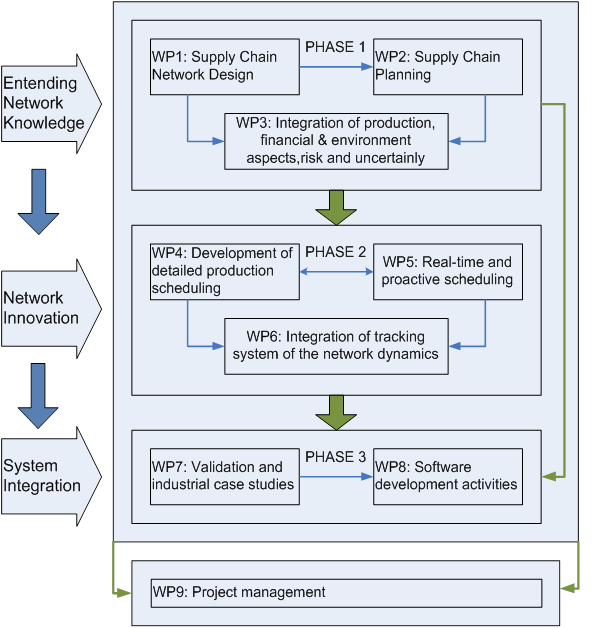 Entending
Network
Knowledge
PHASE 1
WP1: Supply Chain
Network Design
WP2: Supply Chain
Planning
WP3: Integration of production,
financial & environment
aspects,risk and uncertainly
Network
Innovation
PHASE 2
WP4: Development of
detailed production
scheduling
WP5: Real-time and
proactive scheduling
WP6: Integration of tracking
system of the network dynamics
System
Integration
PHASE 3
WP7: Validation and
industrial case studies
WP8: Software
development activities
WP9: Project management